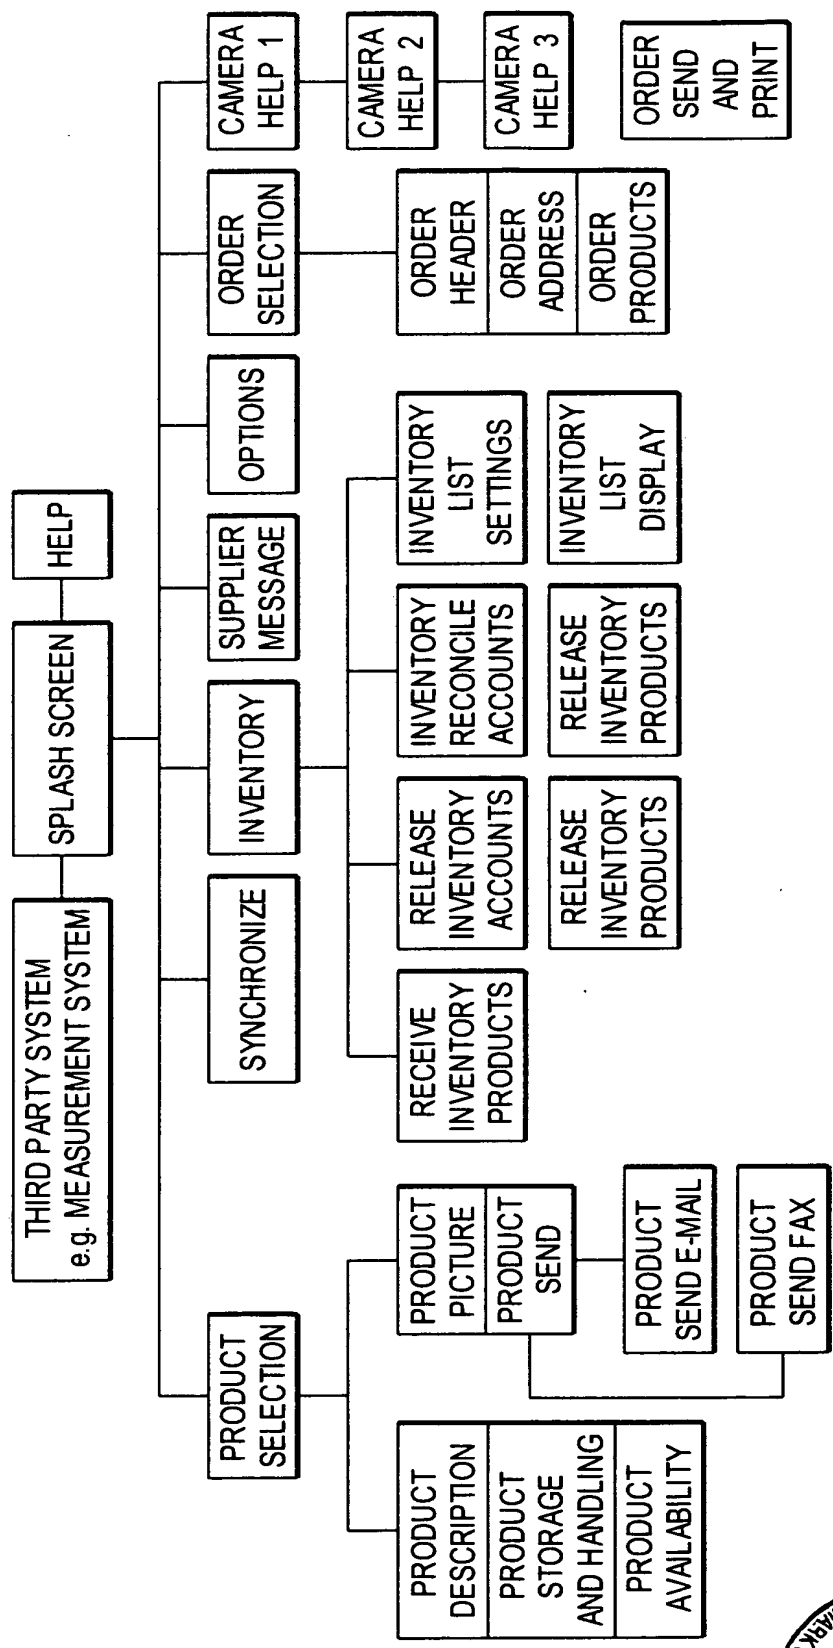 THIRD PARTY SYSTEM
e.g. MEASUREMENT SYSTEM
SPLASH SCREEN
HELP
PRODUCT
SELECTION
SYNCHRONIZE
INVENTORY
SUPPLIER
MESSAGE
OPTIONS
ORDER
SELECTION
CAMERA
HELP 1
PRODUCT
DESCRIPTION
PRODUCT
STORAGE
AND HANDLING
PRODUCT
AVAILABILITY
PRODUCT
PICTURE
PRODUCT
SEND
PRODUCT
SEND E-MAIL
PRODUCT
SEND FAX
RECEIVE
INVENTORY
PRODUCTS
RELEASE
INVENTORY
ACCOUNTS
RELEASE
INVENTORY
PRODUCTS
INVENTORY
RECONCILE
ACCOUNTS
RELEASE
INVENTORY
PRODUCTS
INVENTORY
LIST
SETTINGS
INVENTORY
LIST
DISPLAY
ORDER
HEADER
ORDER
ADDRESS
ORDER
PRODUCTS
CAMERA
HELP 2
CAMERA
HELP 3
ORDER
SEND
AND
PRINT